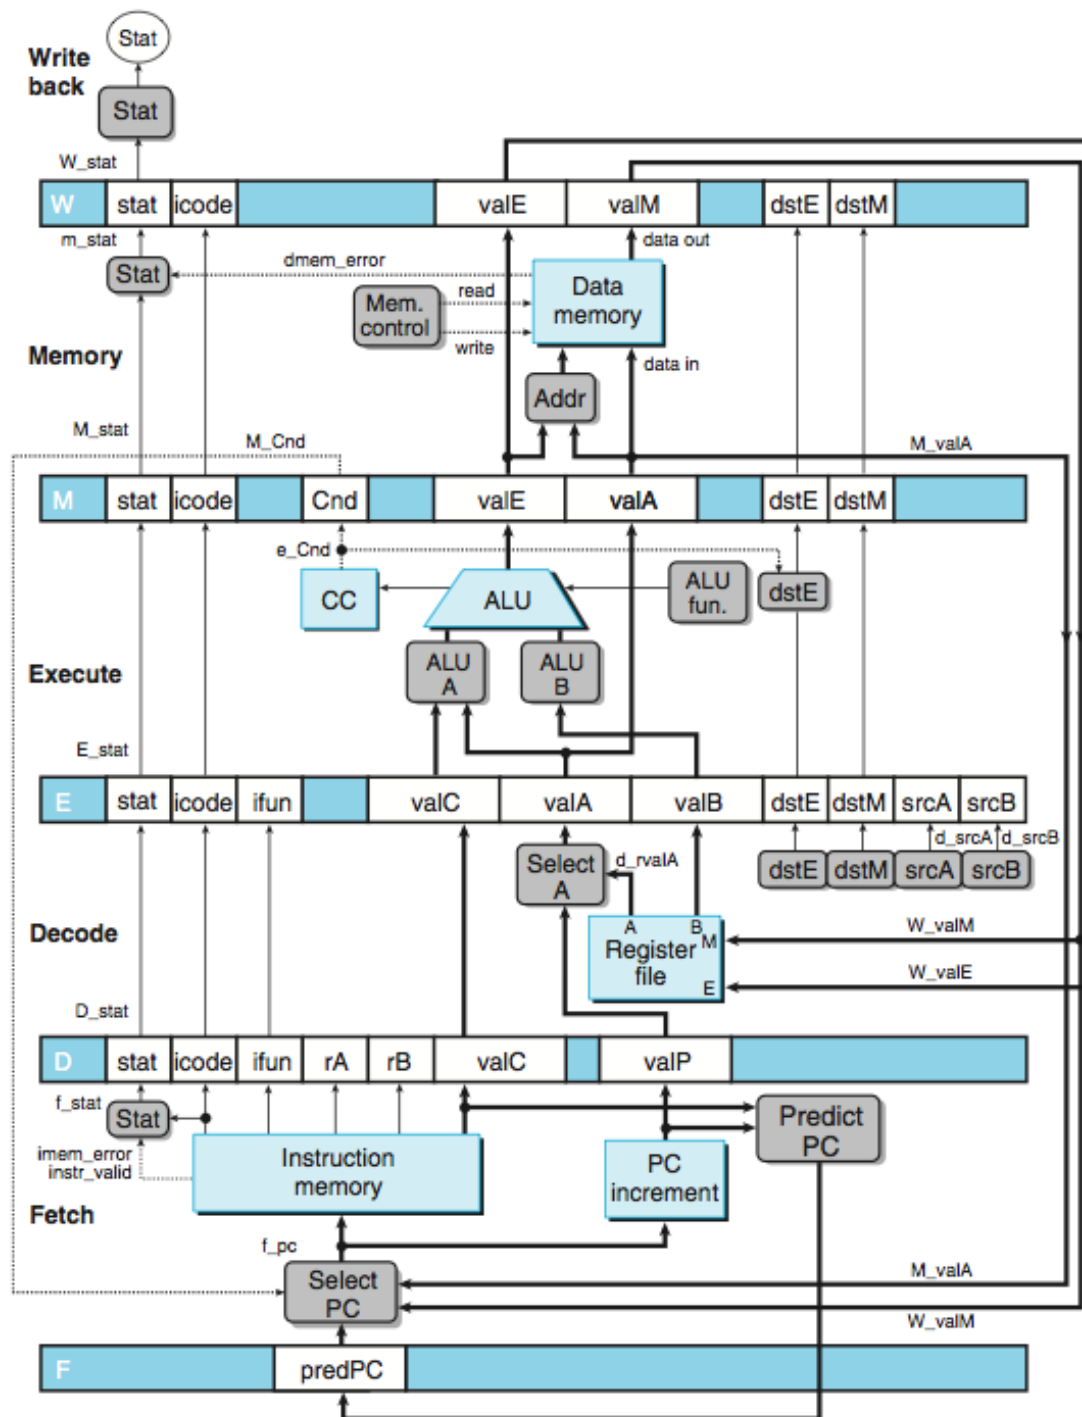 Stat
Write
back
Stat
W_stat
W
stat
icode
valE
valM
dstE
dstM
m_stat
data out
dmem_error
Stat
Data
memory
read
Mem.
control
write
Memory
data in
Addr
M_stat
M_Cnd
M_valA
M
stat
icode
Cnd
valE
valA
dstE
dstM
e_Cnd
CC
ALU
ALU
fun.
dstE
ALU
A
ALU
B
Execute
E_stat
E
stat
icode
ifun
valC
valA
valB
dstE
dstM
srcA
srcB
d_srcA
d_srcB
Select
A
d_rvalA
dstE
dstM
srcA
srcB
Decode
A
B
M
Register
file
E
W_valM
W_valE
D_stat
D
stat
icode
ifun
rA
rB
valC
valP
f_stat
Stat
Predict
PC
imem_error
instr_valid
Instruction
memory
PC
increment
Fetch
f_pc
Select
PC
M_valA
W_valM
F
predPC